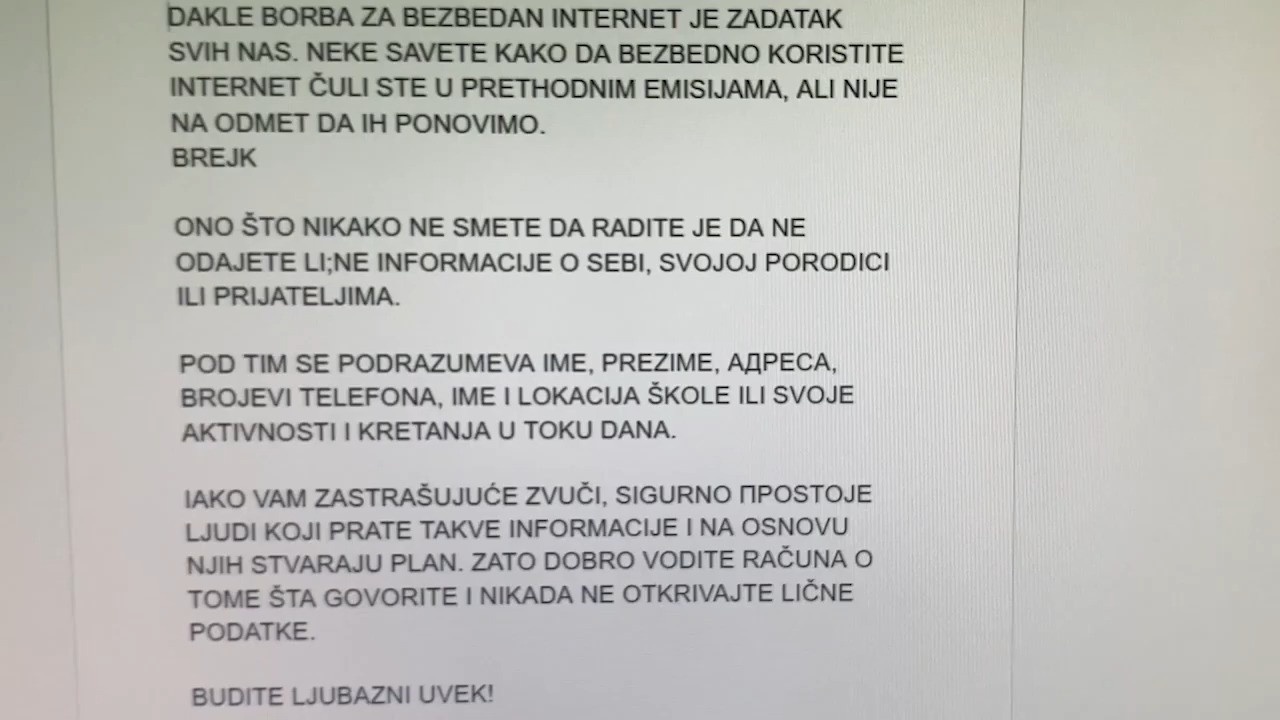 DAKLE BORBA ZA BEZBEDAN INTERNET JE ZADATAK
SVIH NAS. NEKE SAVETE KAKO DA BEZBEDNO KORISTITE
INTERNET ČULI STE U PRETHODNIM EMISIJAMA, ALI NIJE
NA ODMET DA IH PONOVIMO.
BREJK
ONO ŠTO NIKAKO NE SMETE DA RADITE JE DA NE
ODAJETE LI;NE INFORMACIJE O SEBI, SVOJOJ PORODICI
ILI PRIJATELJIMA.
POD TIM SE PODRAZUMEVA IME, PREZIME, АДРЕСА,
BROJEVI TELEFONA, IME I LOKACIJA ŠKOLE ILI SVOJE
AKTIVNOSTI I KRETANJA U TOKU DANA.
IAKO VAM ZASTRAŠUJUĆE ZVUČI, SIGURNO ПPOSTOJE
LJUDI KOJI PRATE TAKVE INFORMACIJE I NA OSNOVU
NJIH STVARAJU PLAN. ZATO DOBRO VODITE RAČUNA O
TOME ŠTA GOVORITE I NIKADA NE OTKRIVAJTE LIČNE
PODATKE.
BUDITE LJUBAZNI UVEK!